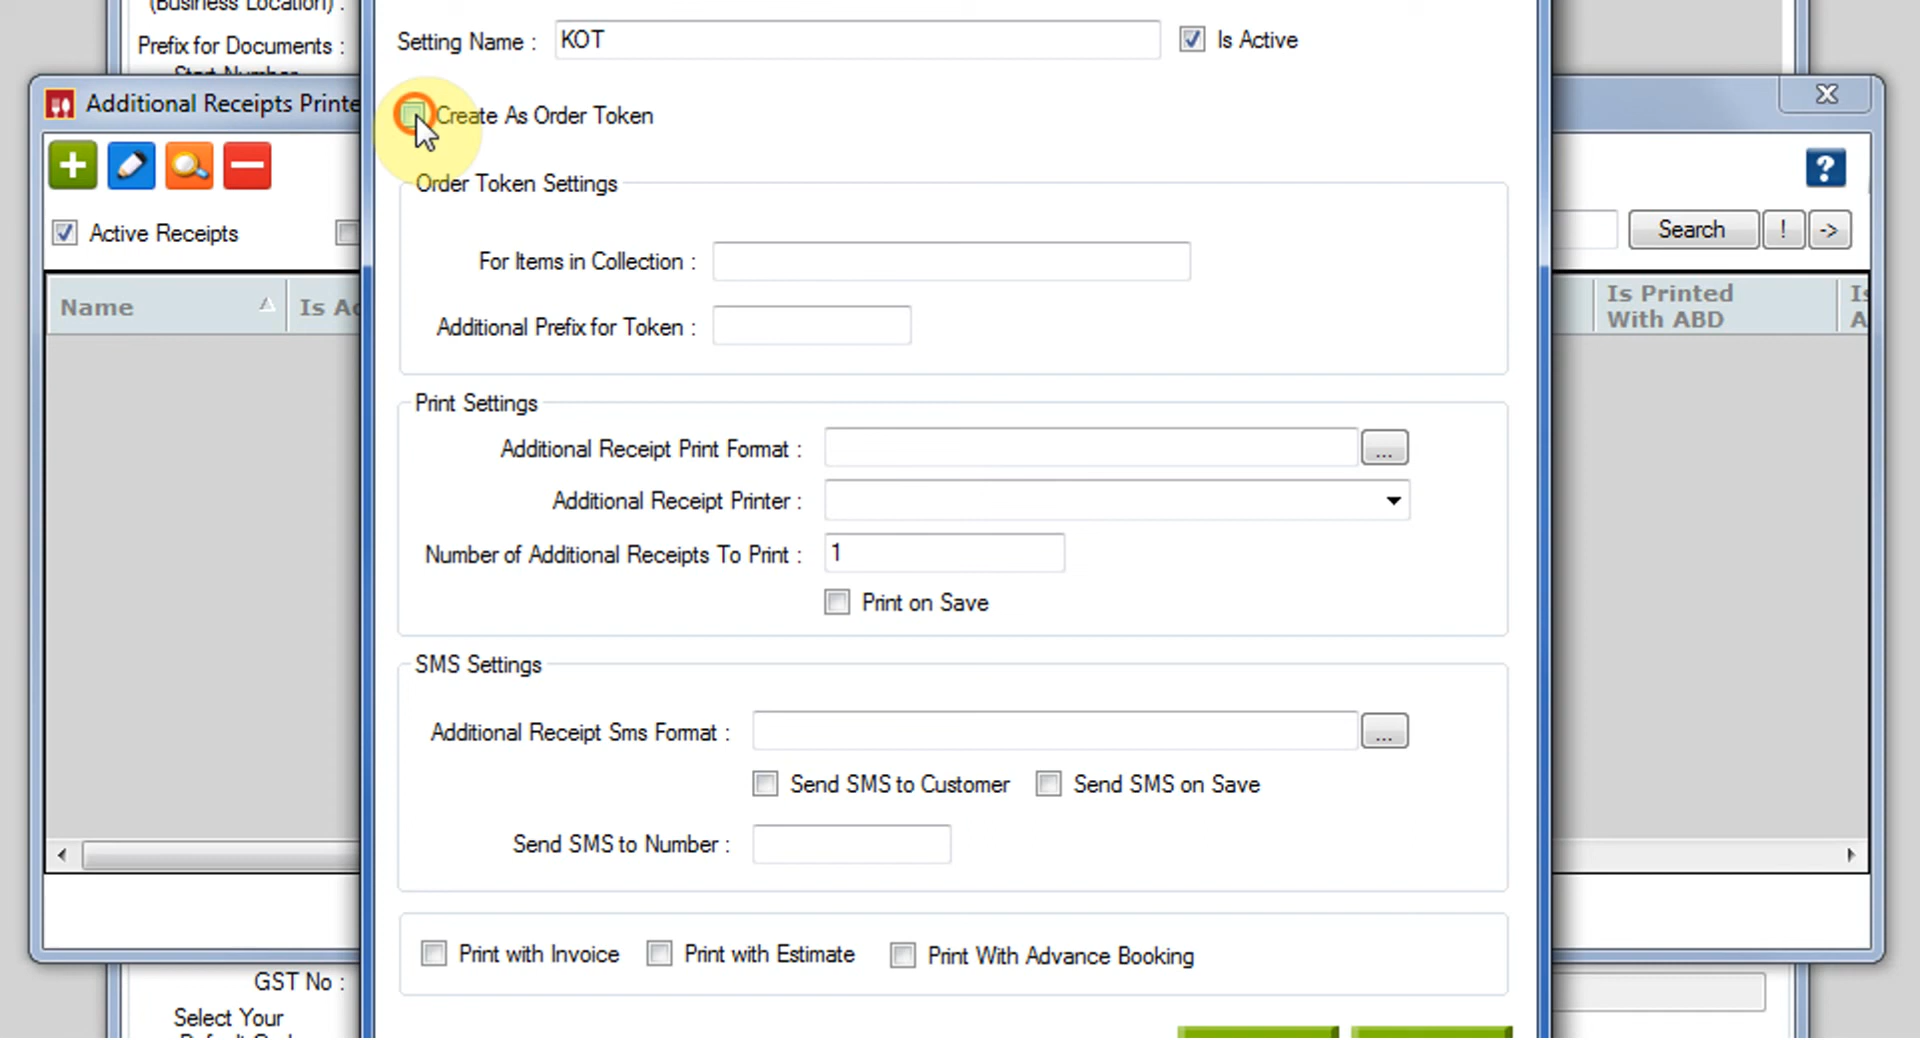 (Business Location) :
Prefix for Documents :
Start Number
Setting Name : KOT Is Active
Additional Receipts Printe
Create As Order Token
?
Order Token Settings
Active Receipts
Search ! ->
For Items in Collection :
Name Is Ac
Is Printed
With ABD
Additional Prefix for Token :
Print Settings
Additional Receipt Print Format : ...
Additional Receipt Printer :
Number of Additional Receipts To Print : 1
Print on Save
SMS Settings
Additional Receipt Sms Format : ...
Send SMS to Customer Send SMS on Save
Send SMS to Number :
Print with Invoice Print with Estimate Print With Advance Booking
GST No :
Select Your